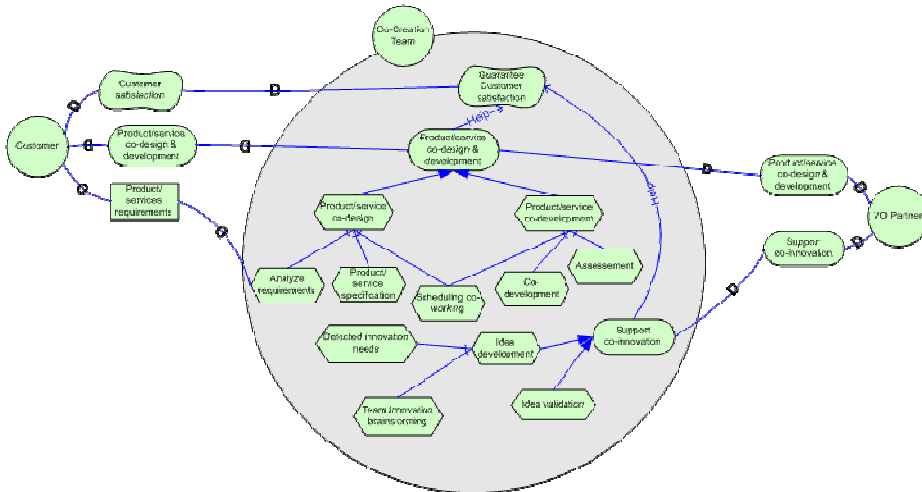 Co-Creation
Team
Customer
satisfaction
Guarantee
Customer
satisfaction
Help
Customer
Product/service
co-design &
development
Product/service
co-design &
development
Product/service
co-design &
development
Product/
services
requirements
VO Partner
Product/service
co-design
Product/service
co-development
Help
Support
co-innovation
Analyze
requirements
Product/
service
specification
Scheduling co-
working
Co-
development
Assessement
Detected innovation
needs
Idea
development
Support
co-innovation
Team innovation
brainstorming
Idea validation
D
D
D
D
D
D
D
D
D
D